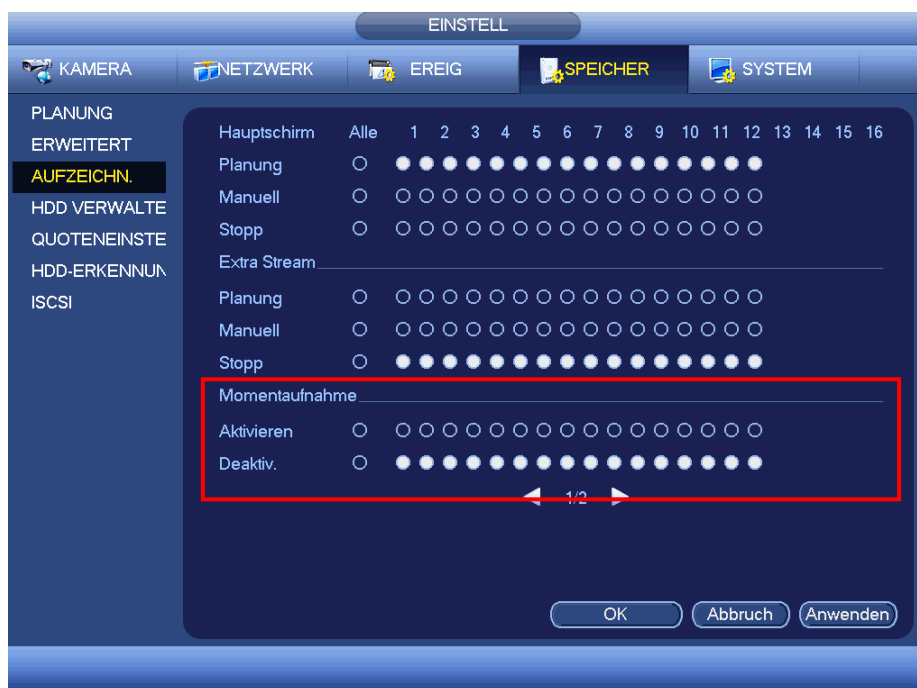 EINSTELL
KAMERA NETZWERK EREIG SPEICHER SYSTEM
PLANUNG
ERWEITERT
AUFZEICHN.
HDD VERWALTE
QUOTENEINSTE
HDD-ERKENNUN
ISCSI
Hauptschirm Alle 1 2 3 4 5 6 7 8 9 10 11 12 13 14 15 16
Planung
Manuell
Stopp
Extra Stream
Planung
Manuell
Stopp
Momentaufnahme
Aktivieren
Deaktiv.
1/2
OK Abbruch Anwenden